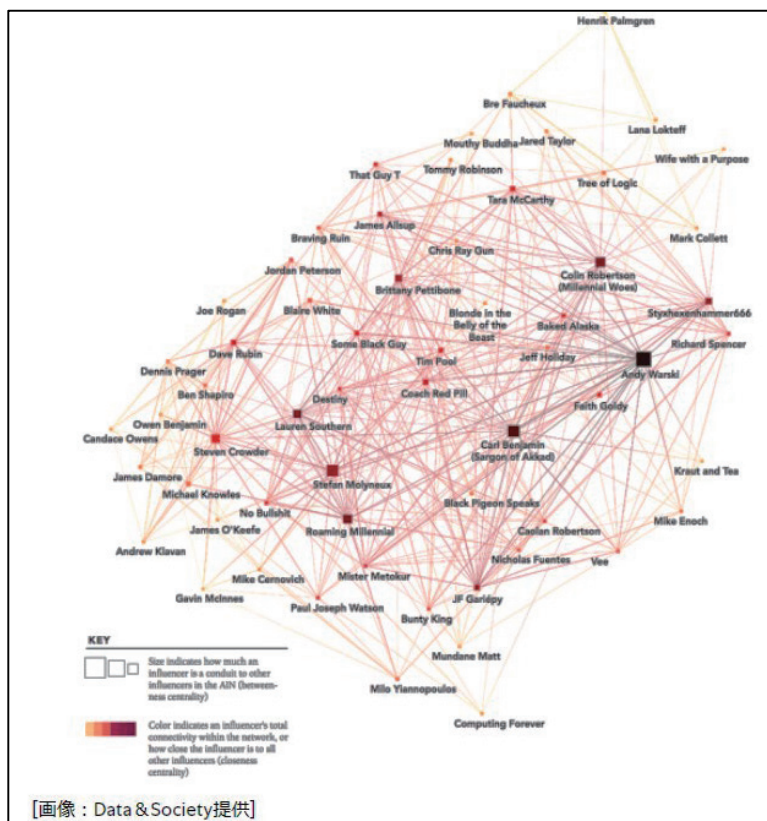 Henrik Palmgren
Bre Faucheux
Lana Lokteff
Mouthy Buddha
Jared Taylor
Wife with a Purpose
Tommy Robinson
That Guy T
Tree of Logic
Tara McCarthy
James Allsup
Mark Collett
Braving Ruin
Chris Ray Gun
Jordan Peterson
Colin Robertson
(Millennial Woes)
Brittany Pettibone
Joe Rogan
Blaire White
Blonde in the
Belly of the
Beast
Baked Alaska
Styxhexenhammer666
Some Black Guy
Richard Spencer
Dave Rubin
Tim Pool
Jeff Holiday
Andy Warski
Dennis Prager
Ben Shapiro
Destiny
Coach Red Pill
Faith Goldy
Owen Benjamin
Lauren Southern
Candace Owens
Steven Crowder
Carl Benjamin
(Sargon of Akkad)
James Damore
Stefan Molyneux
Kraut and Tea
Michael Knowles
Black Pigeon Speaks
No Bullshit
James O'Keefe
Roaming Millennial
Mike Enoch
Caolan Robertson
Andrew Klavan
Nicholas Fuentes
Vee
Mike Cernovich
Mister Metokur
Gavin McInnes
Paul Joseph Watson
JF Gariépy
Bunty King
KEY
Mundane Matt
Size indicates how much an
influencer is a conduit to other
influencers in the AIN (between-
ness centrality)
Milo Yiannopoulos
Computing Forever
Color indicates an influencer's total
connectivity within the network, or
how close the influencer is to all
other influencers (closeness
centrality)
[画像：Data＆Society提供]